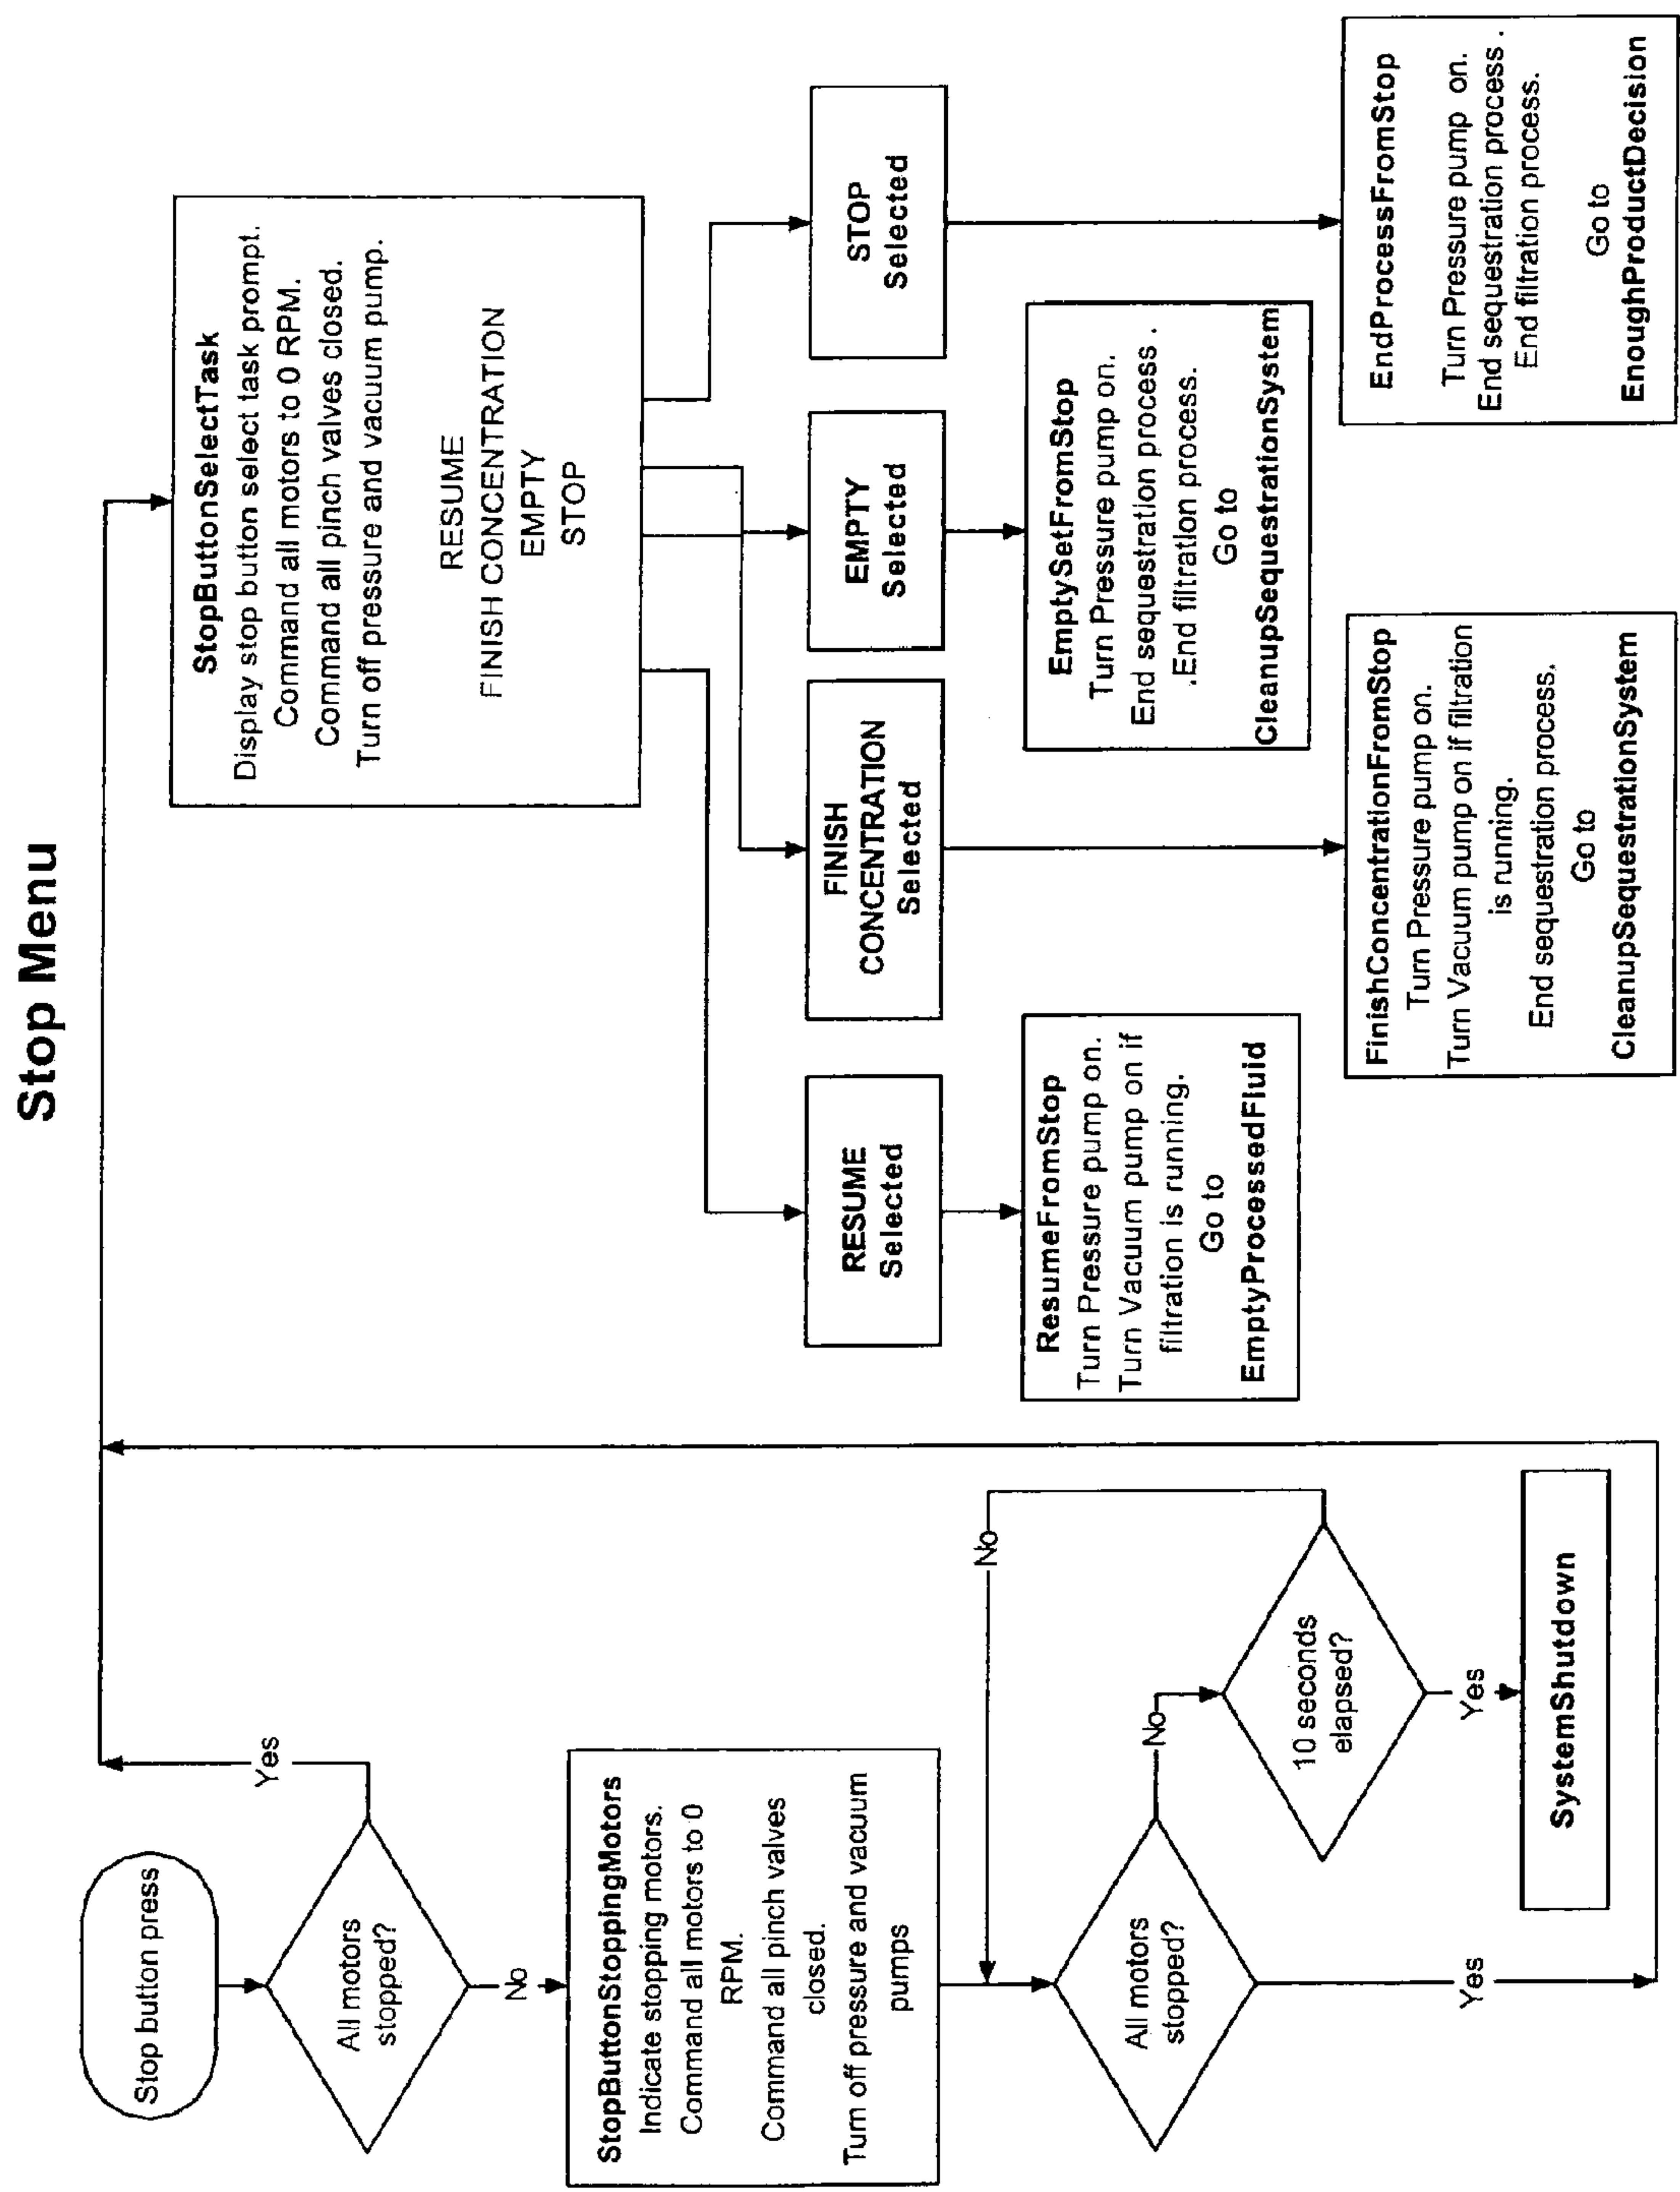 Stop Menu
Stop button press
All motors
stopped?
Yes
No
StopButtonStoppingMotors
Indicate stopping motors.
Command all motors to 0
RPM.
Command all pinch valves
closed.
Turn off pressure and vacuum
pumps
All motors
stopped?
No
No
10 seconds
elapsed?
Yes
Yes
SystemShutdown
StopButtonSelectTask
Display stop button select task prompt.
Command all motors to 0 RPM.
Command all pinch valves closed.
Turn off pressure and vacuum pump.
RESUME
FINISH CONCENTRATION
EMPTY
STOP
RESUME
Selected
FINISH
CONCENTRATION
Selected
EMPTY
Selected
STOP
Selected
ResumeFromStop
Turn Pressure pump on.
Turn Vacuum pump on if
filtration is running.
Go to
EmptyProcessedFluid
FinishConcentrationFromStop
Turn Pressure pump on.
Turn Vacuum pump on if filtration
is running.
End sequestration process.
Go to
CleanupSequestrationSystem
EmptySetFromStop
Turn Pressure pump on.
End sequestration process .
.End filtration process.
Go to
CleanupSequestrationSystem
EndProcessFromStop
Turn Pressure pump on.
End sequestration process .
End filtration process.
Go to
EnoughProductDecision